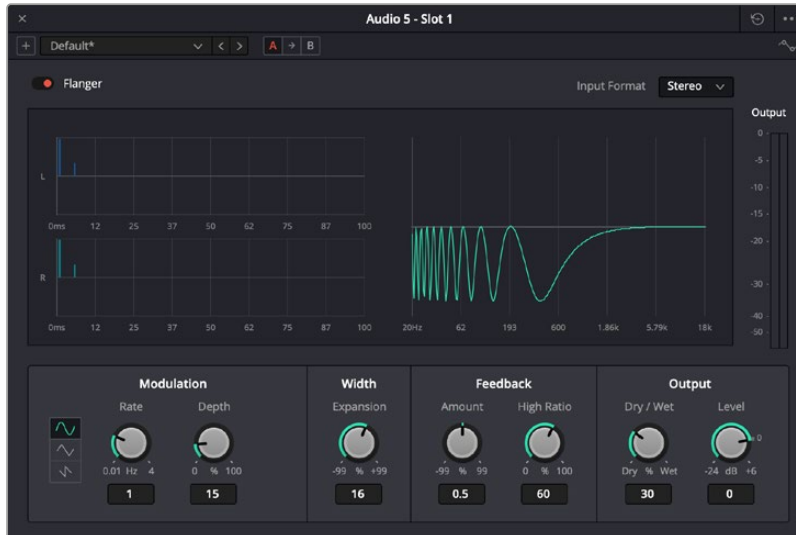 Audio 5 - Slot 1
Default*
A B
Flanger
Input Format Stereo
Output
L
0ms 12 25 37 50 62 75 87 100
R
0ms 12 25 37 50 62 75 87 100
20Hz 62 193 600 1.86k 5.79k 18k
0
-5
-10
-15
-20
-30
-40
-50
Modulation Width Feedback Output
Rate Depth Expansion Amount High Ratio Dry / Wet Level
0
0.01 Hz 4 0 % 100 -99 % +99 -99 % 99 0 % 100 Dry % Wet -24 dB +6
1 15 16 0.5 60 30 0